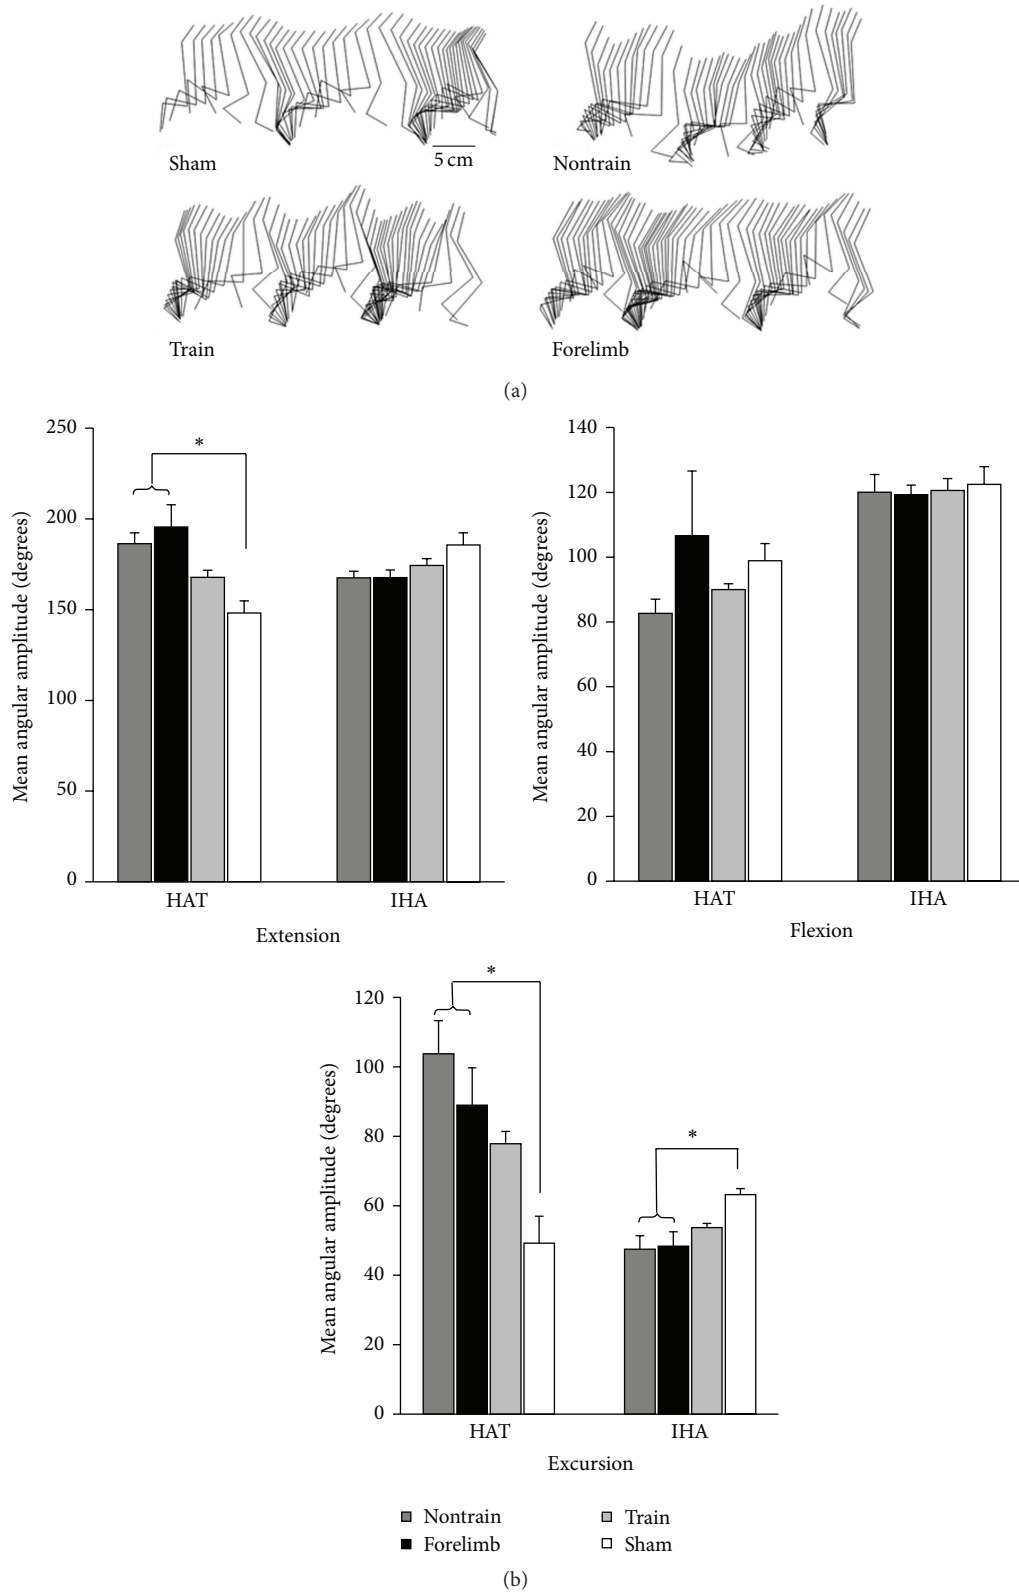 Sham
5 cm
Nontrain
Train
Forelimb
(a)
Mean angular amplitude (degrees)
250
200
150
100
50
0
*
HAT
IHA
Extension
Mean angular amplitude (degrees)
140
120
100
80
60
40
20
0
HAT
IHA
Flexion
Mean angular amplitude (degrees)
120
100
80
60
40
20
0
*
*
HAT
IHA
Excursion
Nontrain
Train
Forelimb
Sham
(b)